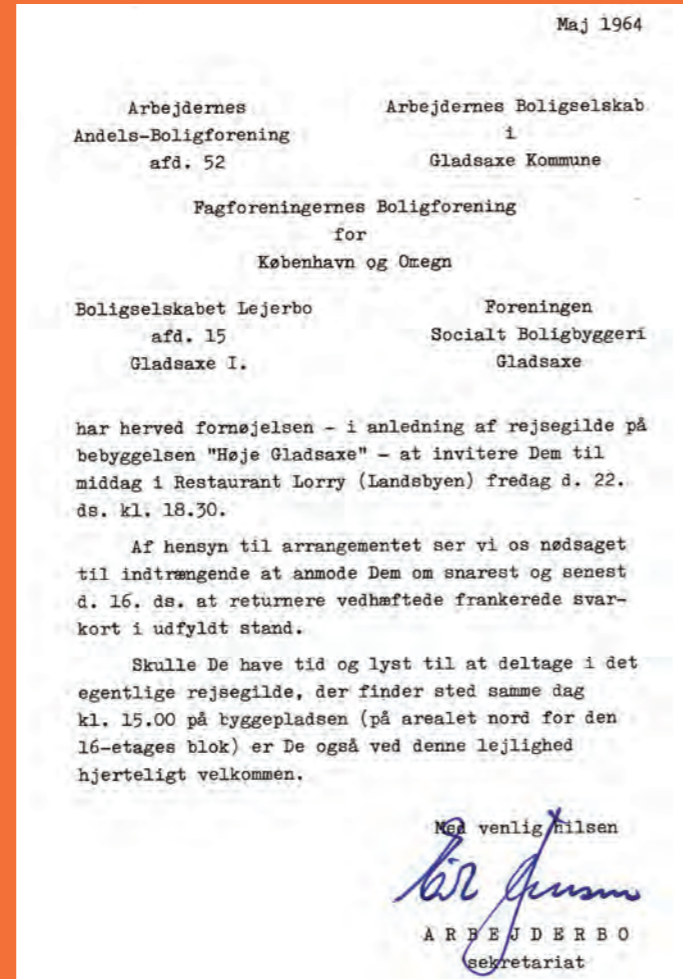 Maj 1964
Arbejdernes
Andels-Boligforening
afd. 52
Arbejdernes Boligselskab
i
Gladsaxe Kommune
Fagforeningernes Boligforening
for
København og Omegn
Boligselskabet Lejerbo
afd. 15
Gladsaxe I.
Foreningen
Socialt Boligbyggeri
Gladsaxe
har herved fornøjelsen - i anledning af rejsegilde på
bebyggelsen "Høje Gladsaxe" - at invitere Dem til
middag i Restaurant Lorry (Landsbyen) fredag d. 22.
ds. kl. 18.30.
Af hensyn til arrangementet ser vi os nødsaget
til indtrængende at anmode Dem om snarest og senest
d. 16. ds. at returnere vedhæftede frankerede svar-
kort i udfyldt stand.
Skulle De have tid og lyst til at deltage i det
egentlige rejsegilde, der finder sted samme dag
kl. 15.00 på byggepladsen (på arealet nord for den
16-etages blok) er De også ved denne lejlighed
hjerteligt velkommen.
Med venlig hilsen
ARBEJDERBO
sekretariat